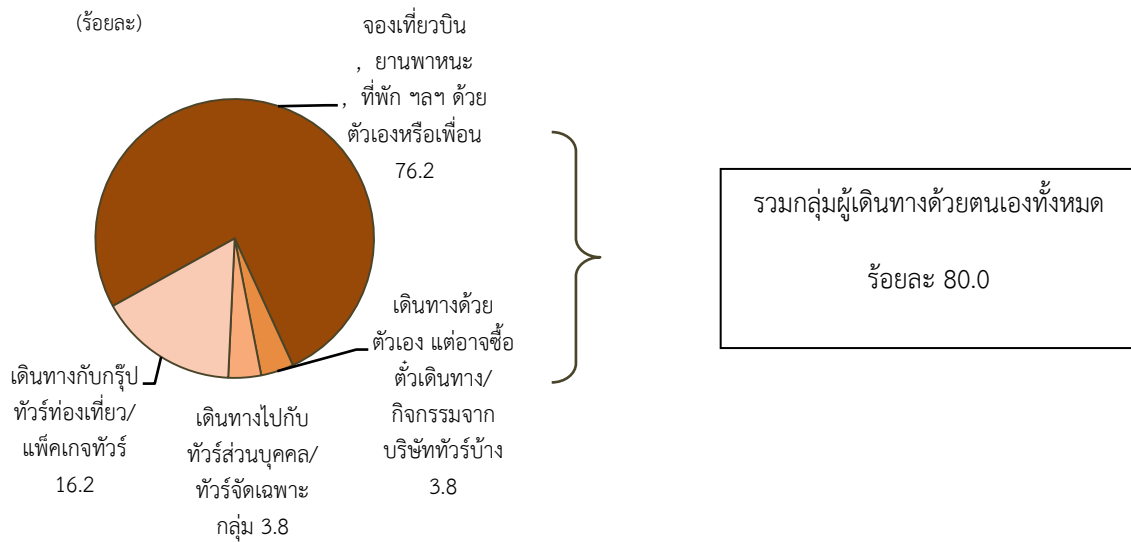 (ร้อยละ)
จองเที่ยวบิน
, ยานพาหนะ
, ที่พัก ฯลฯ ด้วย
ตัวเองหรือเพื่อน
76.2
รวมกลุ่มผู้เดินทางด้วยตนเองทั้งหมด
ร้อยละ 80.0
เดินทางด้วย
ตัวเอง แต่อาจซื้อ
ตั๋วเดินทาง/
กิจกรรมจาก
บริษัททัวร์บ้าง
3.8
เดินทางไปกับ
ทัวร์ส่วนบุคคล/
ทัวร์จัดเฉพาะ
กลุ่ม 3.8
เดินทางกับกรุ๊ป
ทัวร์ท่องเที่ยว/
แพ็คเกจทัวร์
16.2